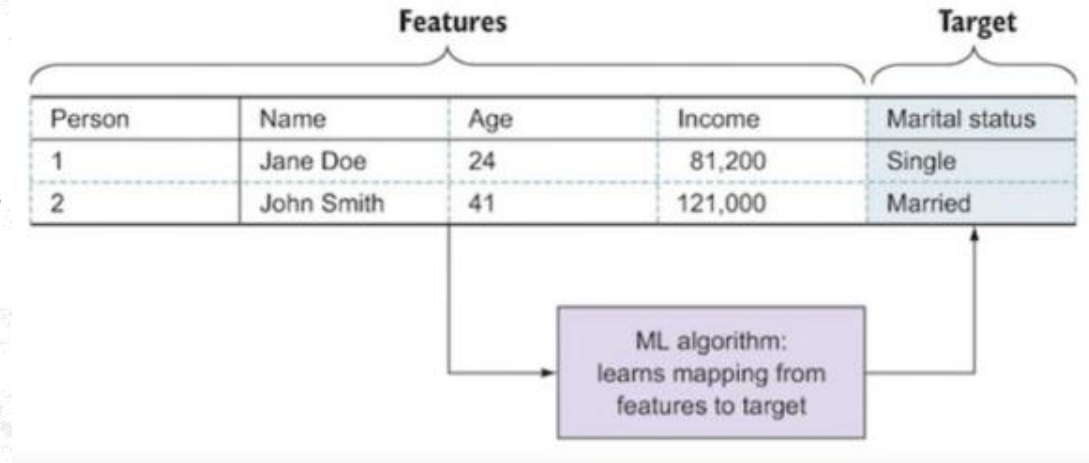 Features Target
Person Name Age Income Marital status
1 Jane Doe 24 81,200 Single
2 John Smith 41 121,000 Married
ML algorithm:
learns mapping from
features to target